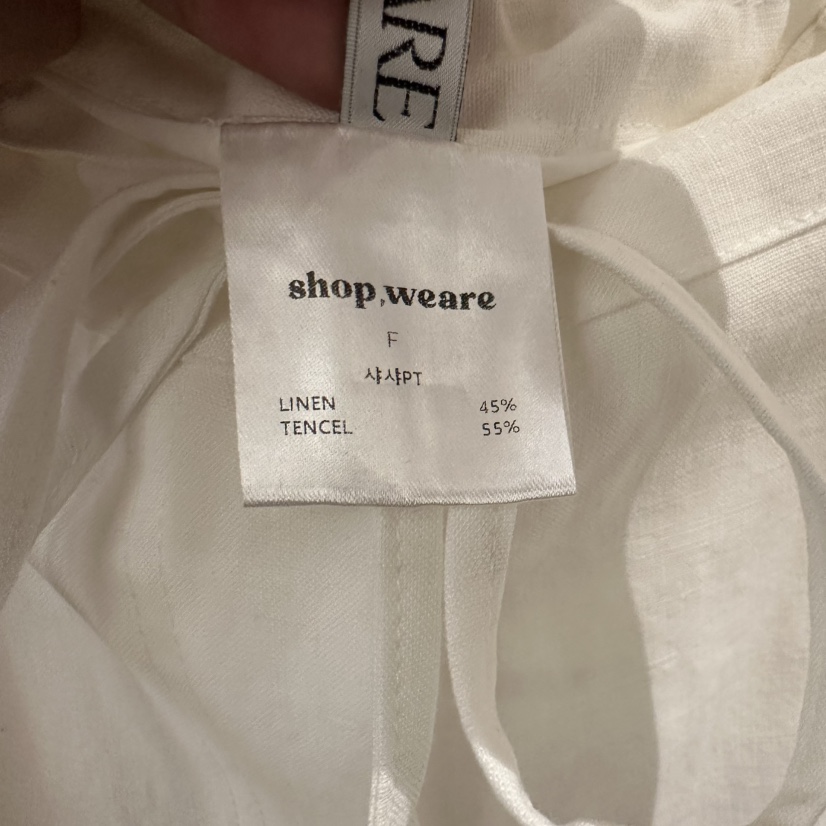 ARE
shop,weare
F
샤샤PT
LINEN 45%
TENCEL 55%